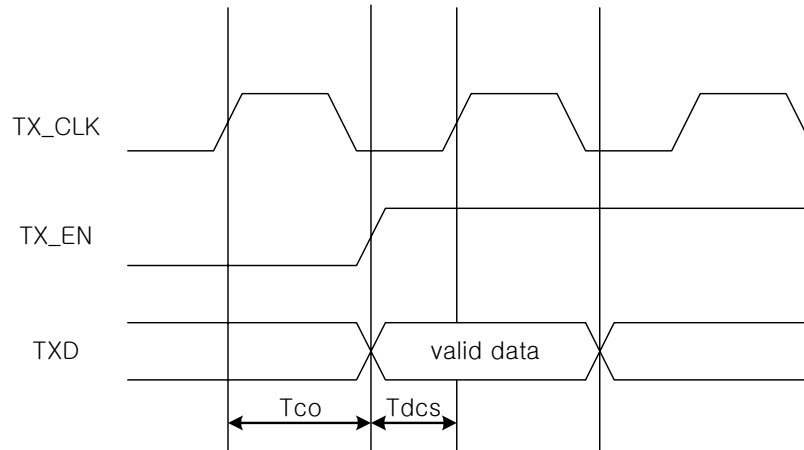 TX_CLK
TX_EN
TXD
valid data
Tco
Tdcs